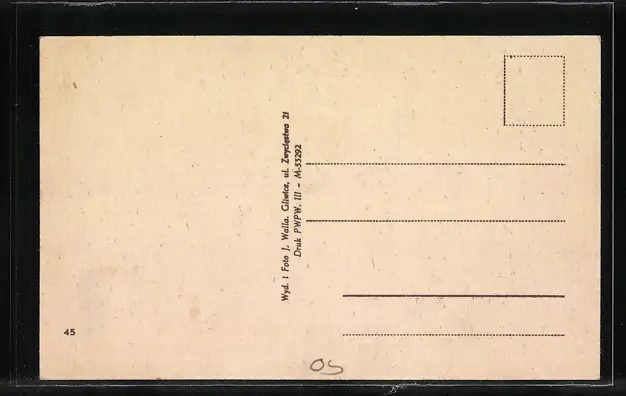 Wyd. i Foto J. Walla. Gliwice, ul. Zwycięstwa 21
Druk PWPW. III – M-53292
45
OS